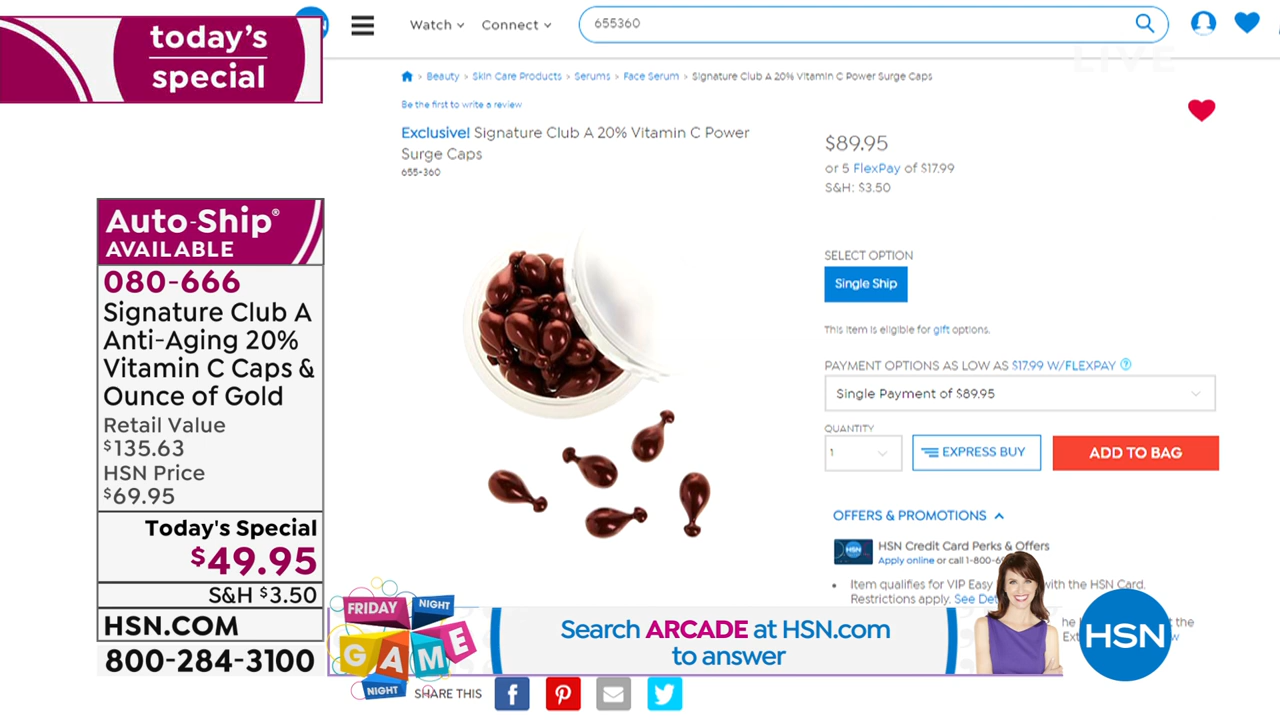 today's
special
Watch
Connect
655360
LIVE
Beauty > Skin Care Products > Serums > Face Serum > Signature Club A 20% Vitamin C Power Surge Caps
Be the first to write a review
Exclusive! Signature Club A 20% Vitamin C Power
Surge Caps
655-360
$89.95
or 5 FlexPay of $17.99
S&H: $3.50
SELECT OPTION
Single Ship
This item is eligible for gift options.
PAYMENT OPTIONS AS LOW AS $17.99 W/FLEXPAY ?
Single Payment of $89.95
QUANTITY
1
EXPRESS BUY
ADD TO BAG
OFFERS & PROMOTIONS
HSN
HSN Credit Card Perks & Offers
Apply online or call 1-800-
Item qualifies for VIP Easy with the HSN Card.
Restrictions apply. See
the
Auto-Ship®
AVAILABLE
080-666
Signature Club A
Anti-Aging 20%
Vitamin C Caps &
Ounce of Gold
Retail Value
$135.63
HSN Price
$69.95
Today's Special
$49.95
S&H $3.50
HSN.COM
800-284-3100
FRIDAY
NIGHT
GAME
NIGHT
Search ARCADE at HSN.com
to answer
HSN
SHARE THIS